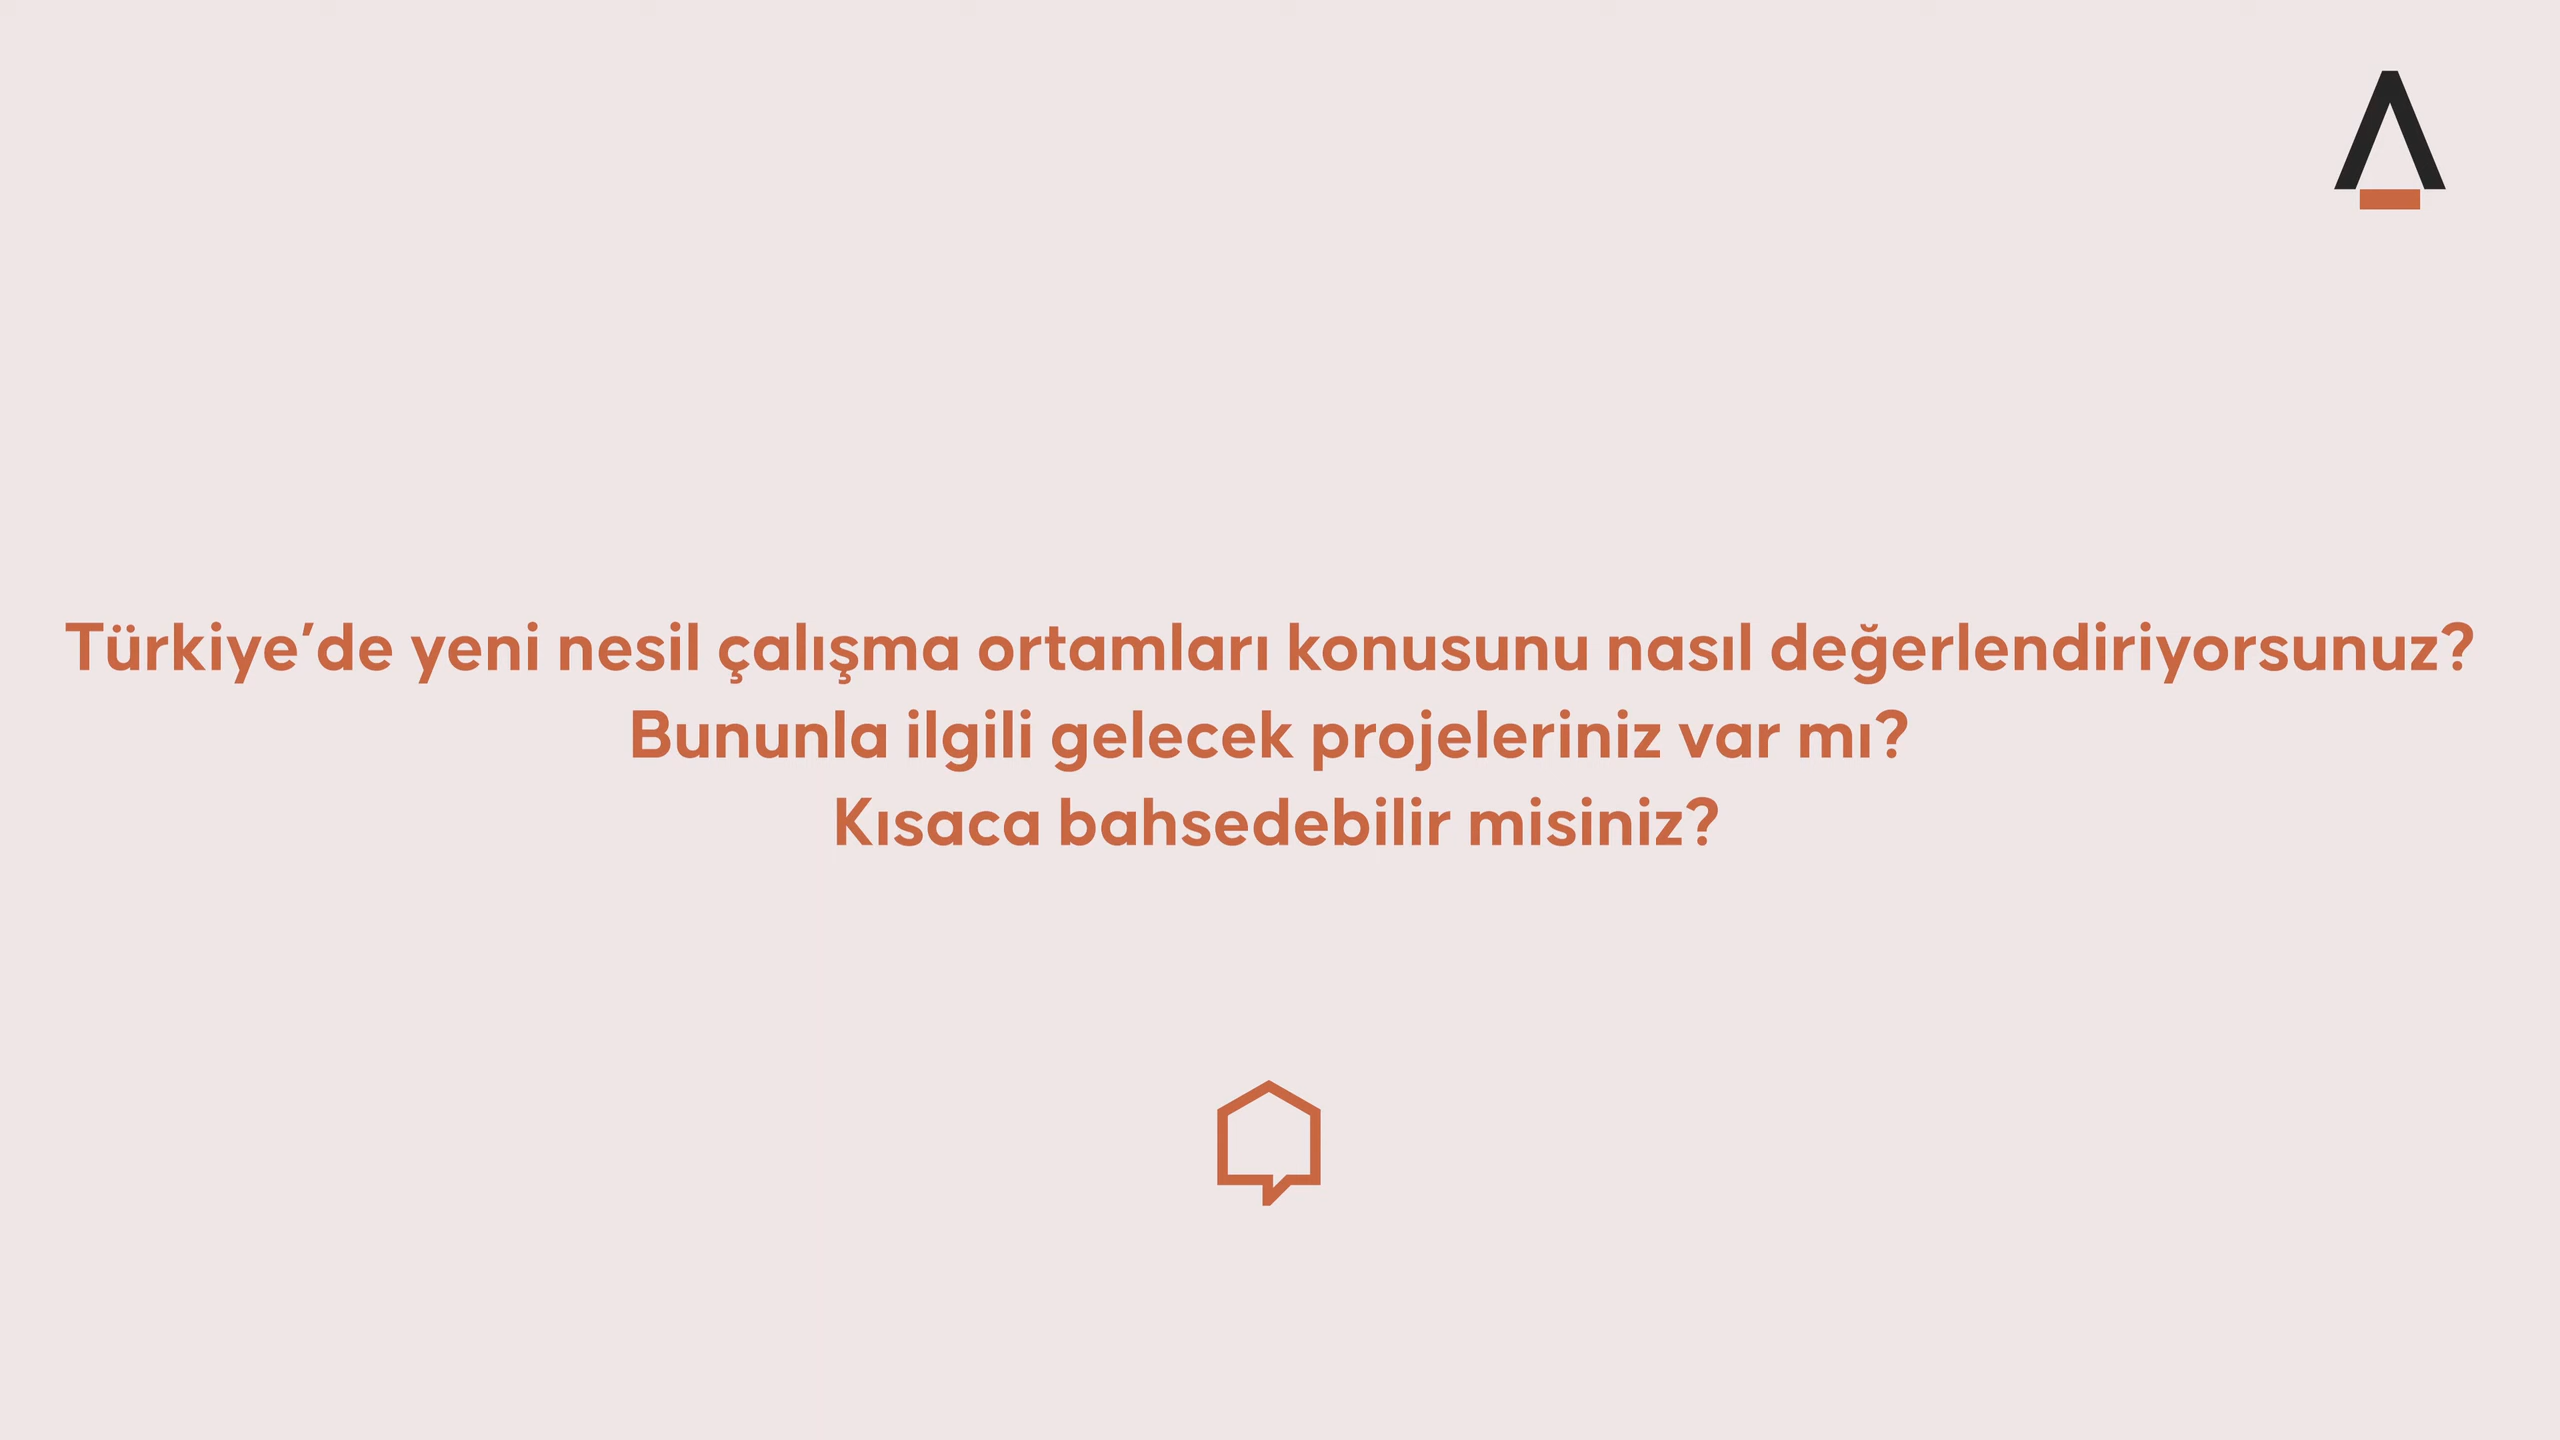 Türkiye’de yeni nesil çalışma ortamları konusunu nasıl değerlendiriyorsunuz?
Bununla ilgili gelecek projeleriniz var mı?
Kısaca bahsedebilir misiniz?